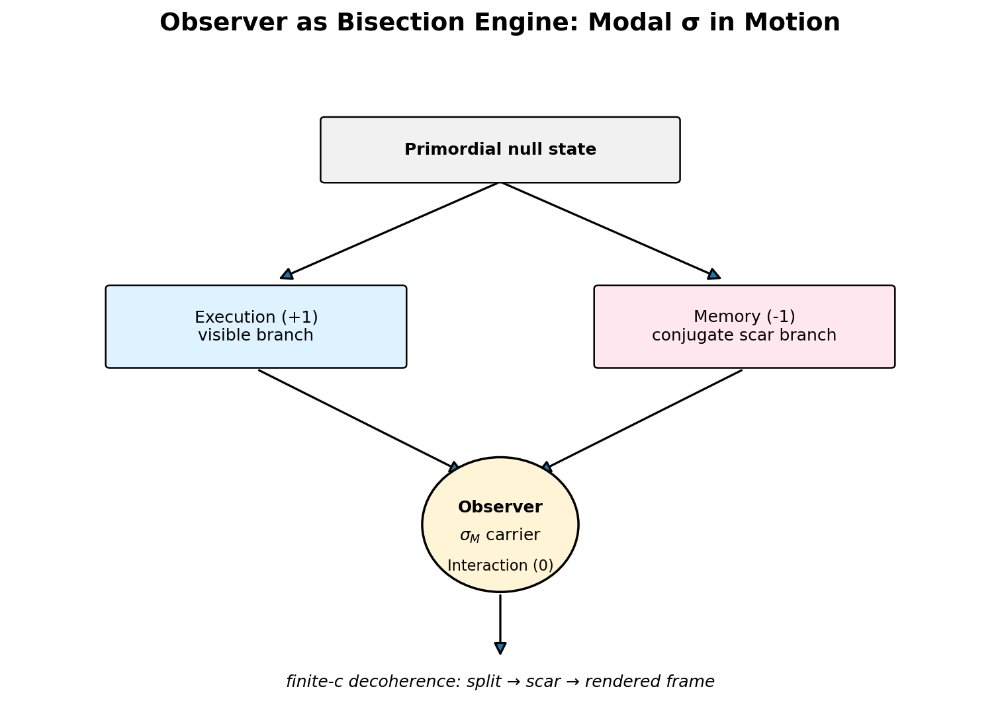 Observer as Bisection Engine: Modal σ in Motion
Primordial null state
Execution (+1)
visible branch
Memory (-1)
conjugate scar branch
Observer
σ_M carrier
Interaction (0)
finite-c decoherence: split → scar → rendered frame